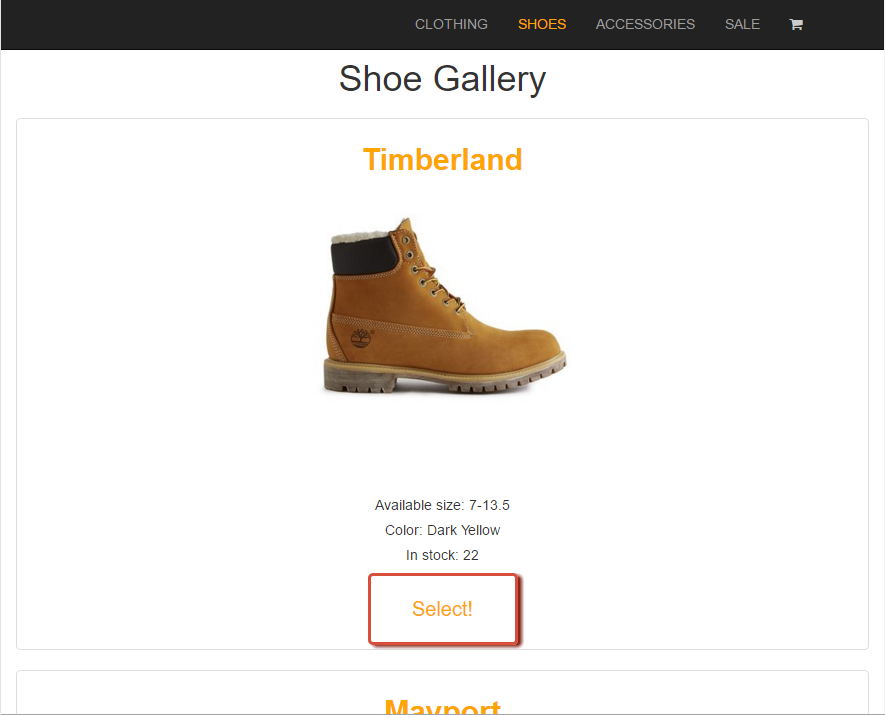 CLOTHING SHOES ACCESSORIES SALE
Shoe Gallery
Timberland
Available size: 7-13.5
Color: Dark Yellow
In stock: 22
Select!
Mayport